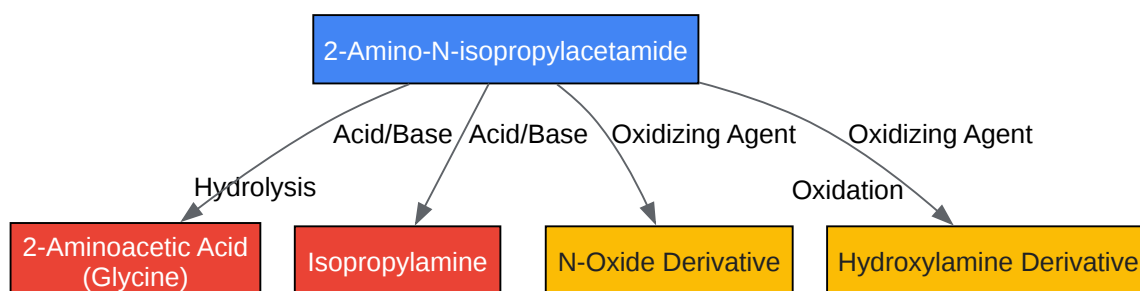 2-Amino-N-isopropylacetamide
Acid/Base
Acid/Base
Oxidizing Agent
Oxidizing Agent
Hydrolysis
Oxidation
2-Aminoacetic Acid
(Glycine)
Isopropylamine
N-Oxide Derivative
Hydroxylamine Derivative